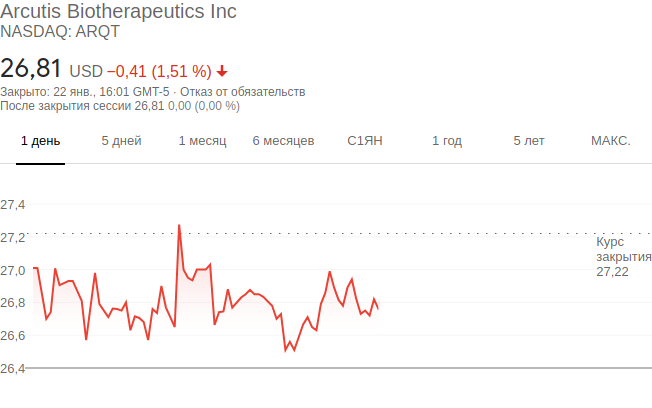 Arcutis Biotherapeutics Inc
NASDAQ: ARQT
26,81 USD −0,41 (1,51 %)
Закрыто: 22 янв., 16:01 GMT-5 · Отказ от обязательств
После закрытия сессии 26,81 0,00 (0,00 %)
1 день 5 дней 1 месяц 6 месяцев С1ЯН 1 год 5 лет МАКС.
27,4
27,2
Курс
закрытия
27,22
27,0
26,8
26,6
26,4